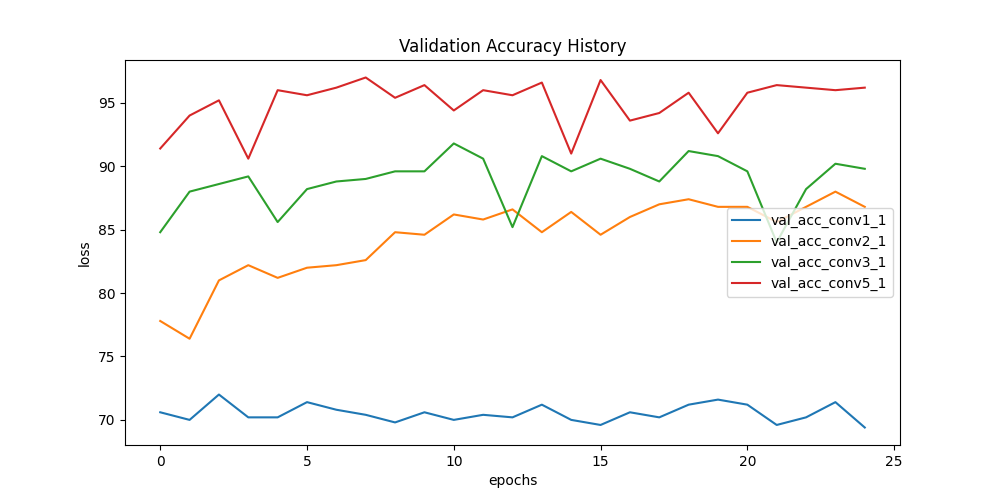 Validation Accuracy History
loss
95
90
85
80
75
70
val_acc_conv1_1
val_acc_conv2_1
val_acc_conv3_1
val_acc_conv5_1
0 5 10 15 20 25
epochs